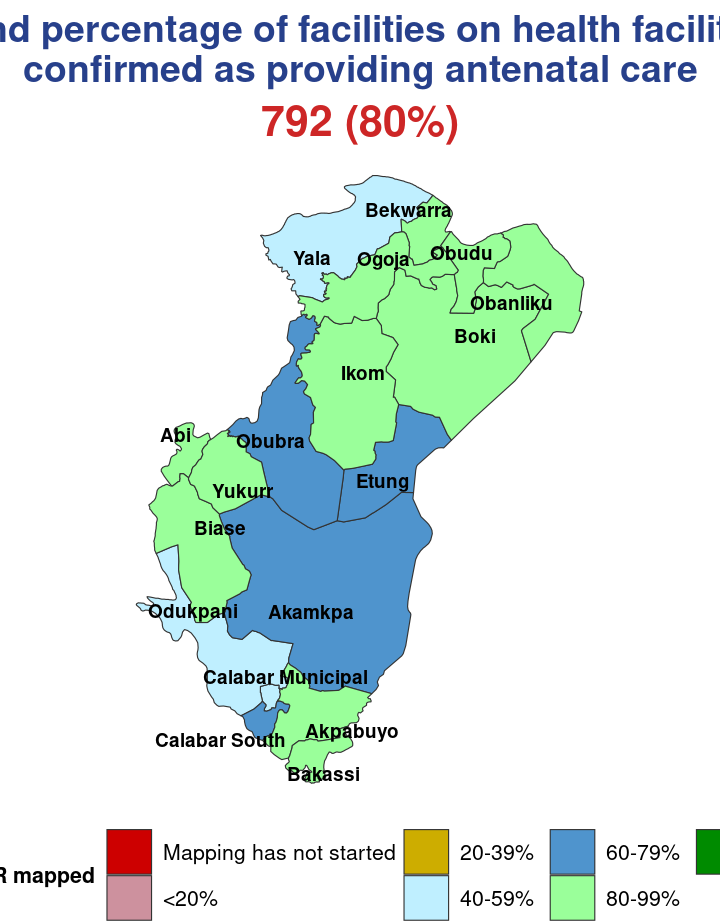 percentage of facilities on health
confirmed as providing antenatal care
792 (80%)
Bekwarra
Yala
Ogoja
Obudu
Obanliku
Boki
Ikom
Abi
Obubra
Etung
Yukurr
Biase
Odukpani
Akamkpa
Calabar Municipal
Akpabuyo
Calabar South
Bakassi
Mapping has not started 20-39% 60-79%
R mapped
<20% 40-59% 80-99%